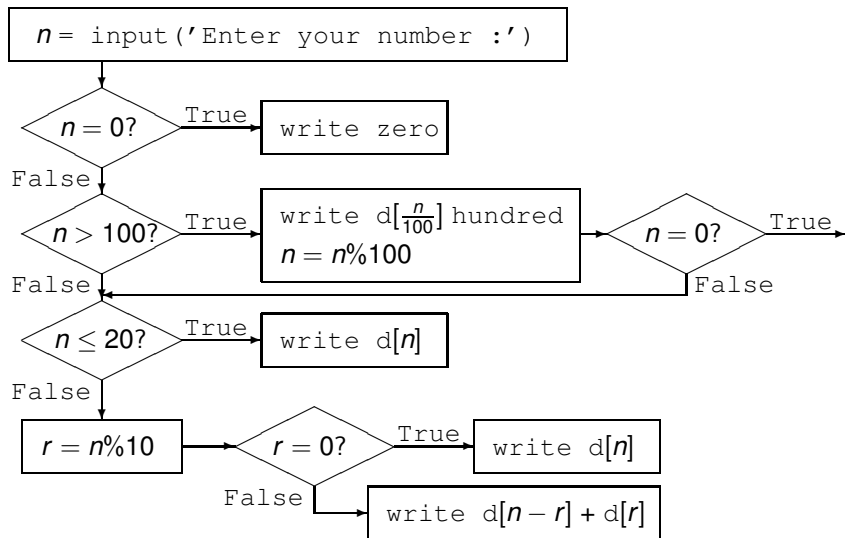 n = input('Enter your number :')
n = 0?
True
write zero
False
n > 100?
True
write d[n/100] hundred
n = n%100
n = 0?
True
False
False
n ≤ 20?
True
write d[n]
False
r = n%10
r = 0?
True
write d[n]
False
write d[n − r] + d[r]